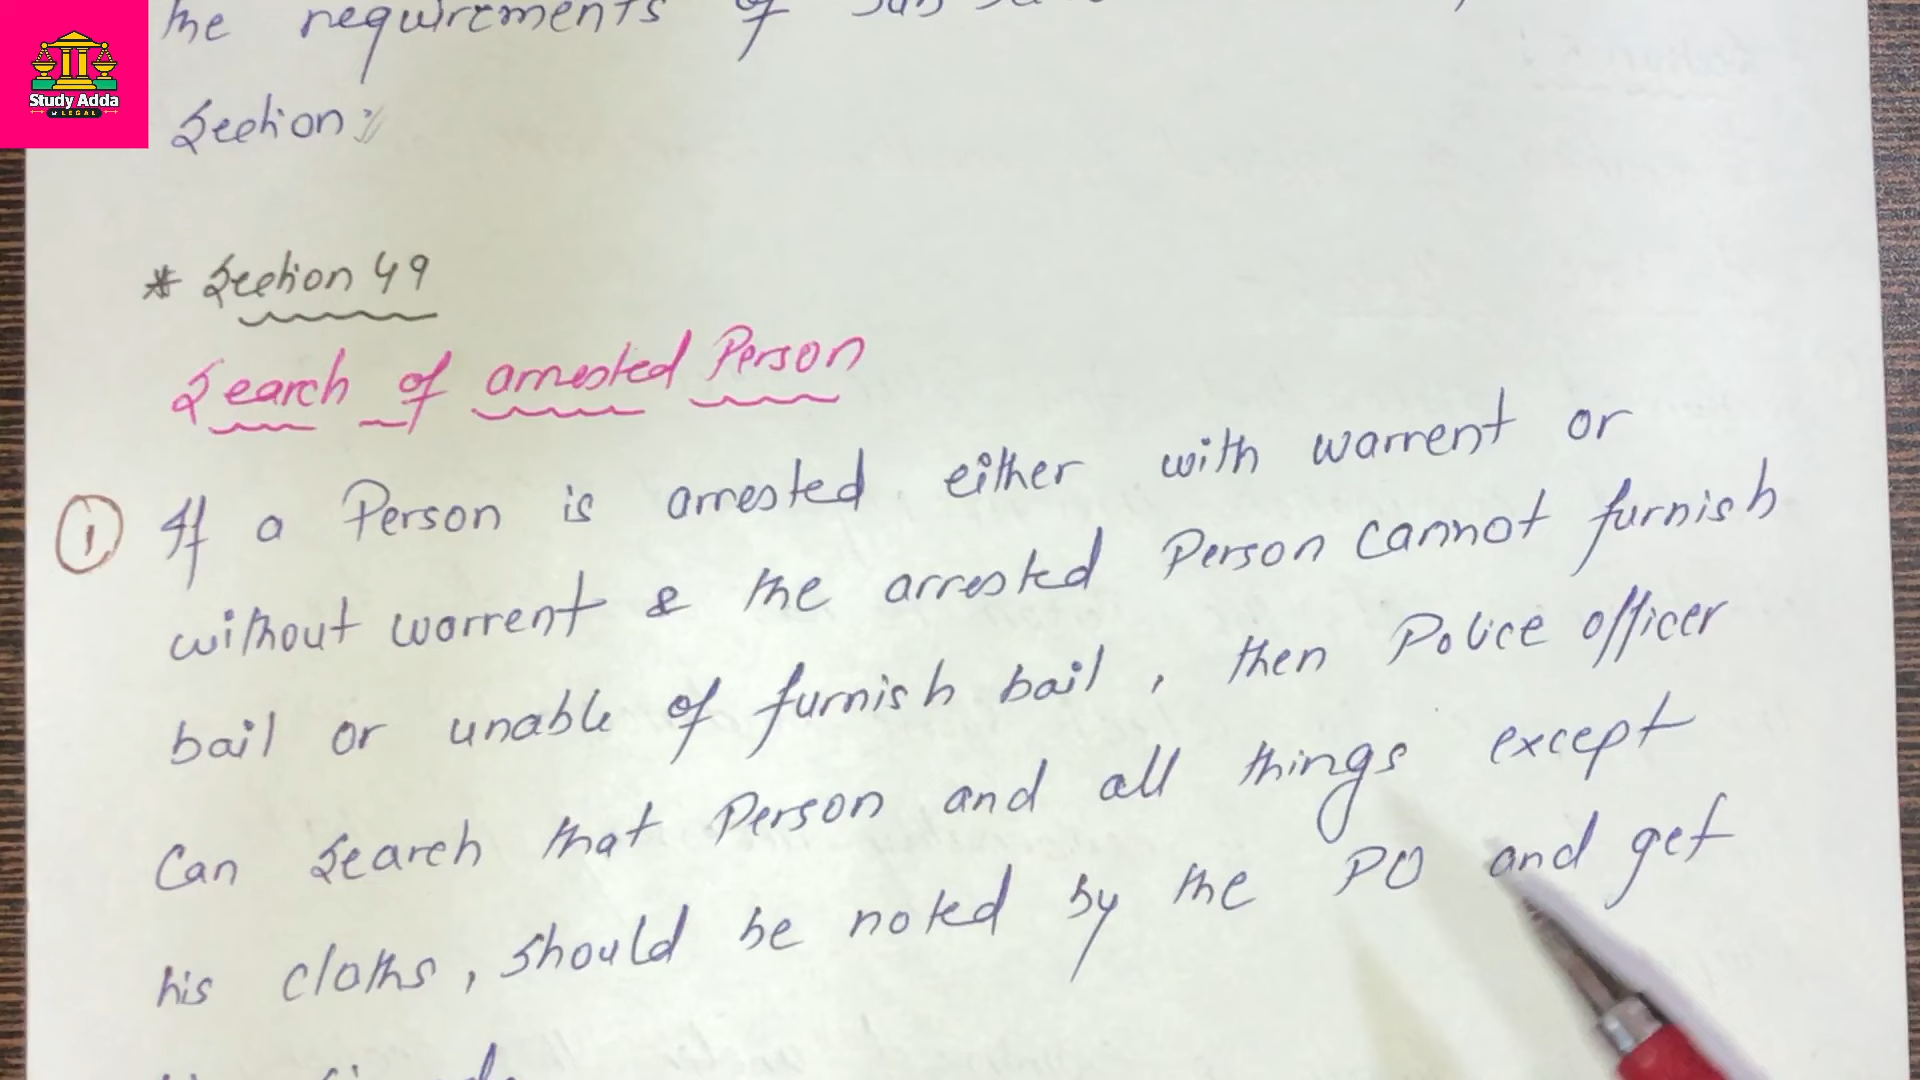 the requirements of sub
Study Adda
LEGAL
Section:
* Section 49
Search of arrested Person
① If a Person is arrested either with warrent or
without warrent & the arrested Person cannot furnish
bail or unable of furnish bail, then Police officer
Can Search that Person and all things except
his cloths, should be noted by the PO and get